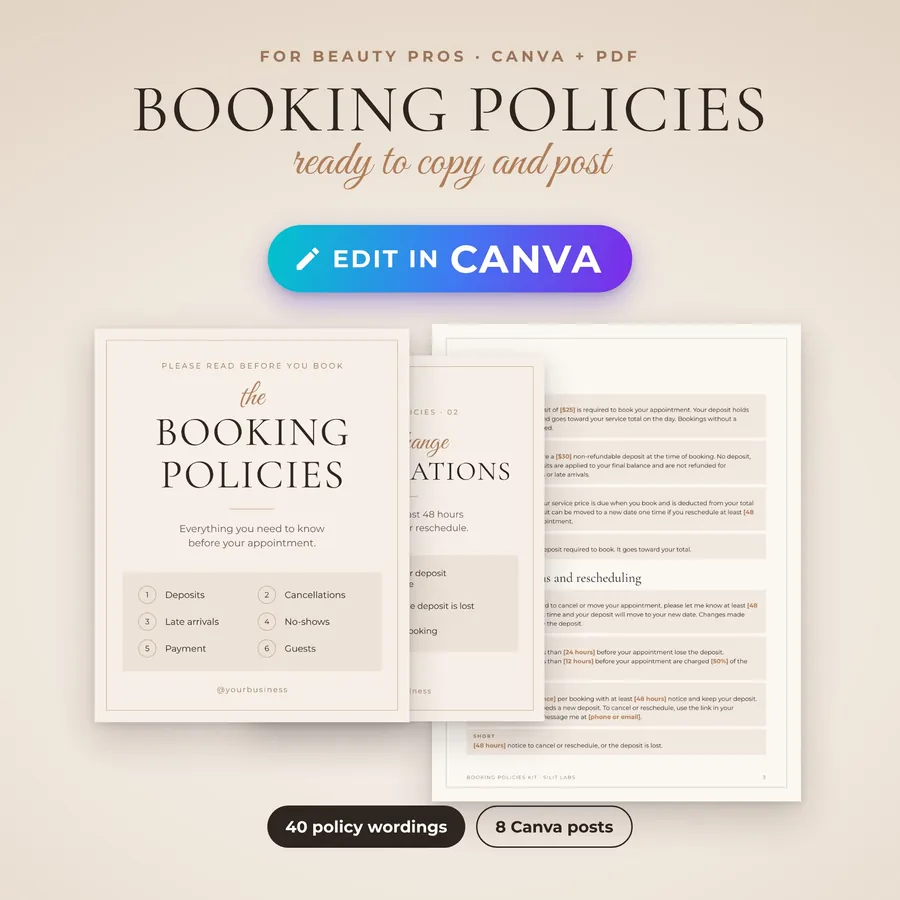 FOR BEAUTY PROS · CANVA + PDF
BOOKING POLICIES
ready to copy and post
EDIT IN CANVA
PLEASE READ BEFORE YOU BOOK
the
BOOKING
POLICIES
Everything you need to know
before your appointment.
1 Deposits
2 Cancellations
3 Late arrivals
4 No-shows
5 Payment
6 Guests
@yourbusiness
· 02
48 hours
reschedule.
deposit
deposit is lost
of [$25] is required to book your appointment. Your deposit holds
goes toward your service total on the day. Bookings without a
a [$30] non-refundable deposit at the time of booking. No deposit,
are applied to your final balance and are not refunded for
or late arrivals.
service price is due when you book and is deducted from your total
can be moved to a new date one time if you reschedule at least [48
deposit required to book. It goes toward your total.
and rescheduling
to cancel or move your appointment, please let me know at least [48
time and your deposit will move to your new date. Changes made
the deposit.
than [24 hours] before your appointment lose the deposit.
than [12 hours] before your appointment are charged [50%] of the
per booking with at least [48 hours] notice and keep your deposit.
a new deposit. To cancel or reschedule, use the link in your
me at [phone or email].
SHORT
[48 hours] notice to cancel or reschedule, or the deposit is lost.
BOOKING POLICIES KIT · SILIT LABS
3
40 policy wordings
8 Canva posts